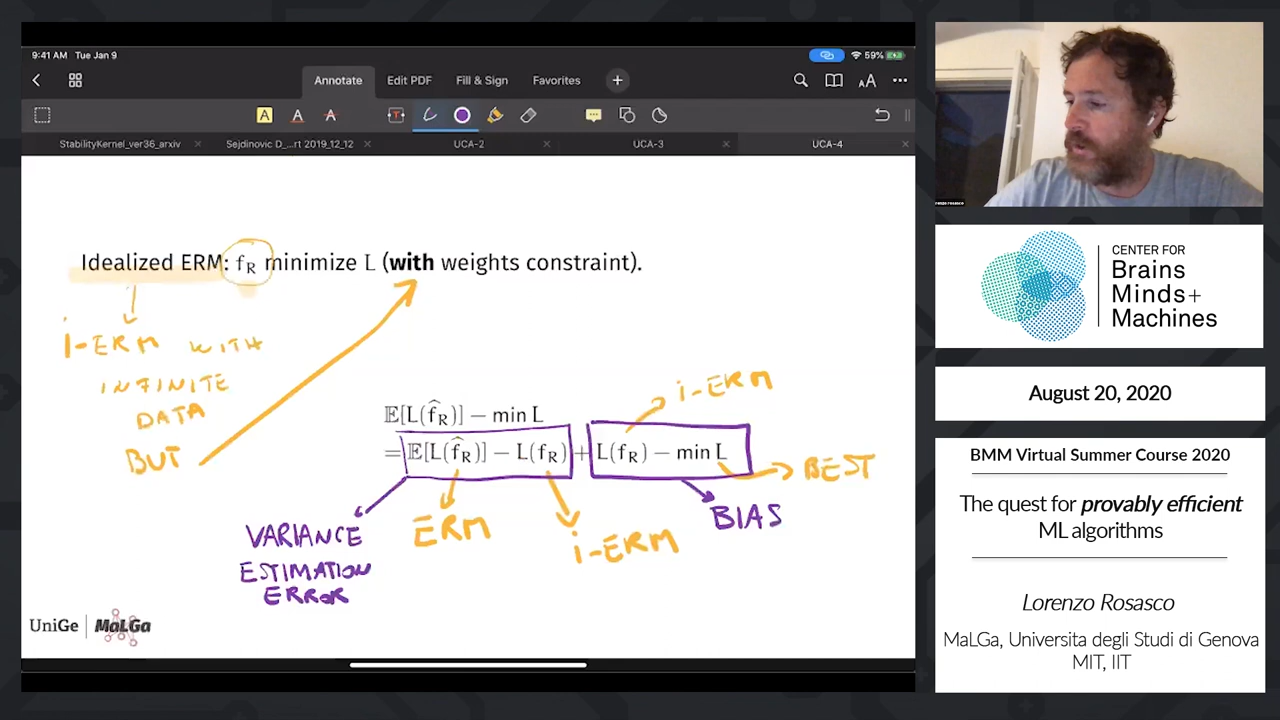 9:41 AM Tue Jan 9
59%
Annotate
Edit PDF
Fill & Sign
Favorites
StabilityKernel_ver36_arxiv
Sejdinovic D_...rt 2019_12_12
UCA-2
UCA-3
UCA-4
Idealized ERM: f_R minimize L (with weights constraint).
i-ERM WITH
INFINITE
DATA
BUT
i-ERM
𝔼[L(f̂_R)] − min L
= 𝔼[L(f̂_R)] − L(f_R) + L(f_R) − min L
BEST
ERM
i-ERM
BIAS
VARIANCE
ESTIMATION
ERROR
UniGe | MaLGa
lorenzo rosasco
CENTER FOR
Brains
Minds+
Machines
August 20, 2020
BMM Virtual Summer Course 2020
The quest for provably efficient
ML algorithms
Lorenzo Rosasco
MaLGa, Universita degli Studi di Genova
MIT, IIT